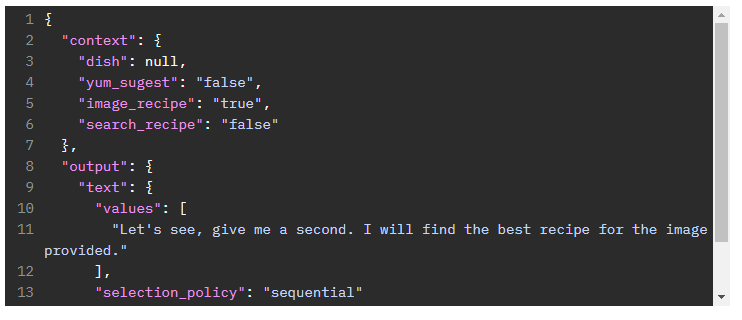 1 {
2 "context": {
3 "dish": null,
4 "yum_sugest": "false",
5 "image_recipe": "true",
6 "search_recipe": "false"
7 },
8 "output": {
9 "text": {
10 "values": [
11 "Let's see, give me a second. I will find the best recipe for the image
provided."
12 ],
13 "selection_policy": "sequential"